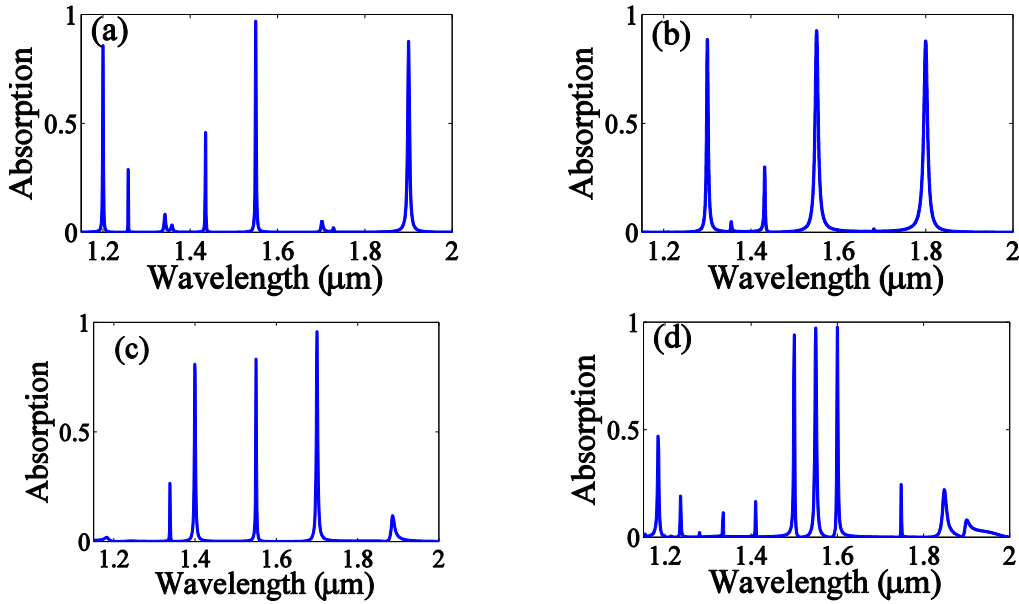 (a)
Absorption
1
0.5
0
1.2 1.4 1.6 1.8 2
Wavelength (μm)
(b)
Absorption
1
0.5
0
1.2 1.4 1.6 1.8 2
Wavelength (μm)
(c)
Absorption
1
0.5
0
1.2 1.4 1.6 1.8 2
Wavelength (μm)
(d)
Absorption
1
0.5
0
1.2 1.4 1.6 1.8 2
Wavelength (μm)